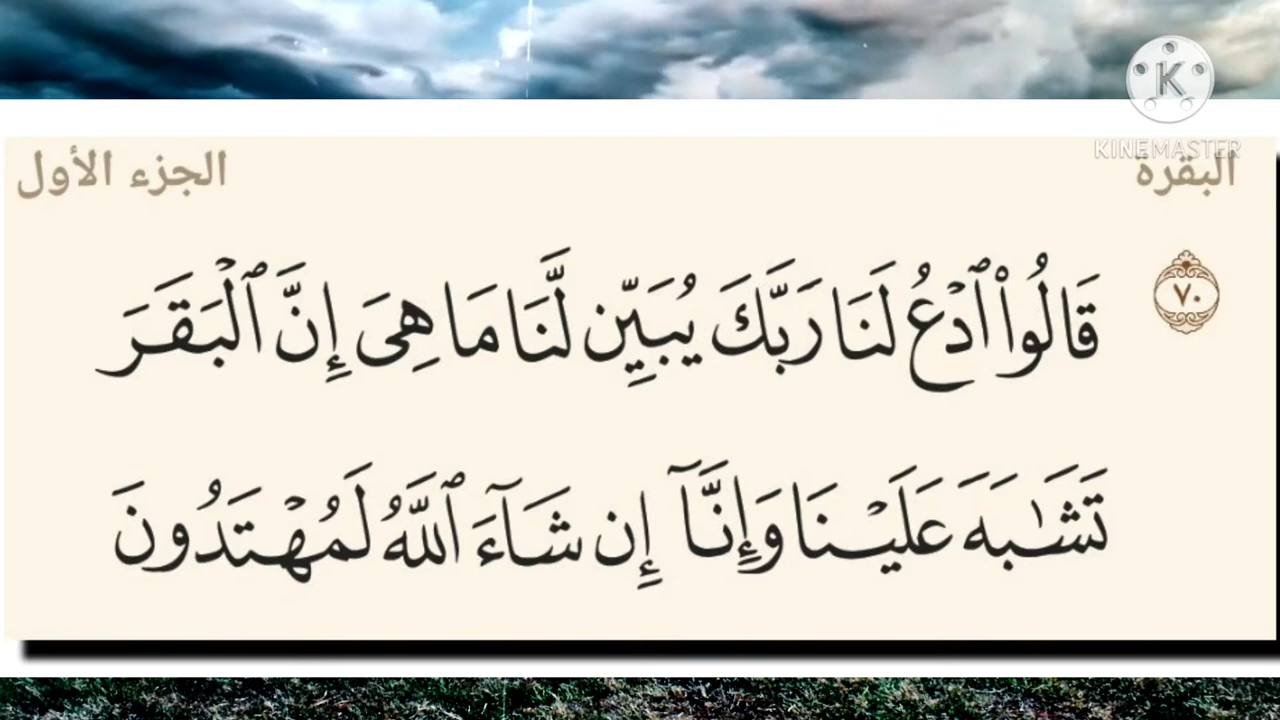 K
KINEMASTER
البقرة
الجزء الأول
٧٠
قَالُوا۟ ٱدْعُ لَنَا رَبَّكَ يُبَيِّن لَّنَا مَا هِىَ إِنَّ ٱلْبَقَرَ
تَشَـٰبَهَ عَلَيْنَا وَإِنَّآ إِن شَآءَ ٱللَّهُ لَمُهْتَدُونَ